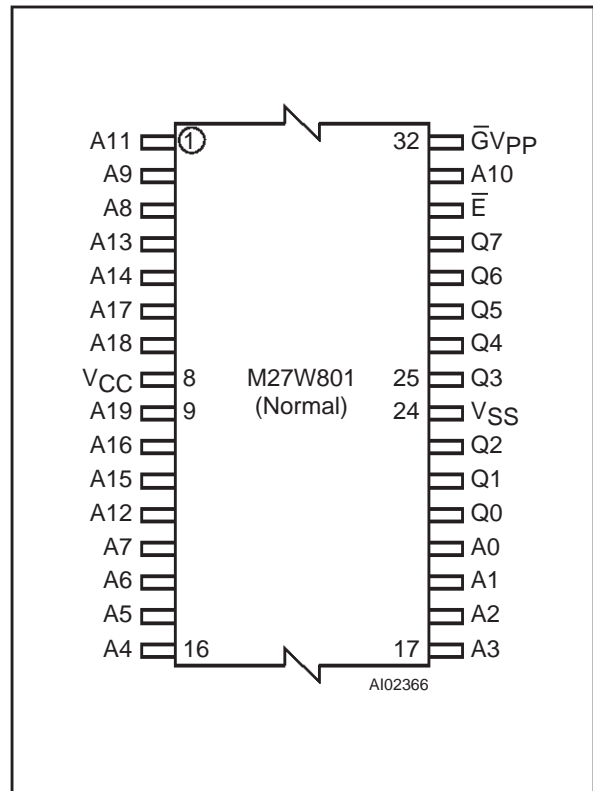 A11 1 32 G̅VPP
A9 A10
A8 E̅
A13 Q7
A14 Q6
A17 Q5
A18 Q4
VCC 8 M27W801 25 Q3
A19 9 (Normal) 24 VSS
A16 Q2
A15 Q1
A12 Q0
A7 A0
A6 A1
A5 A2
A4 16 17 A3
AI02366